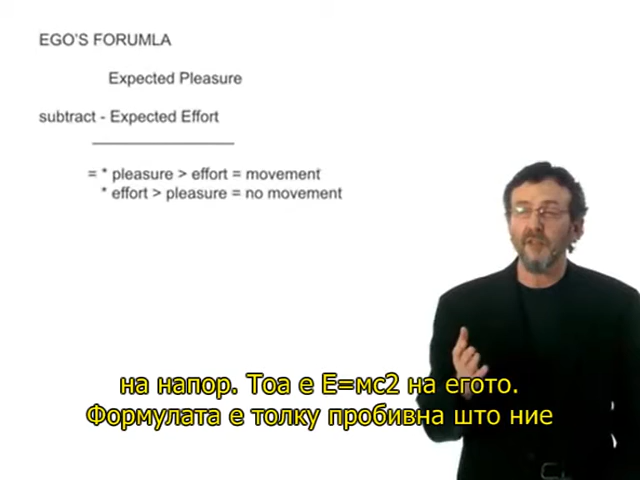 EGO'S FORUMLA
Expected Pleasure
subtract - Expected Effort
= * pleasure > effort = movement
* effort > pleasure = no movement
на напор. Тоа е Е=мс2 на егото.
Формулата е толку пробивна што ние